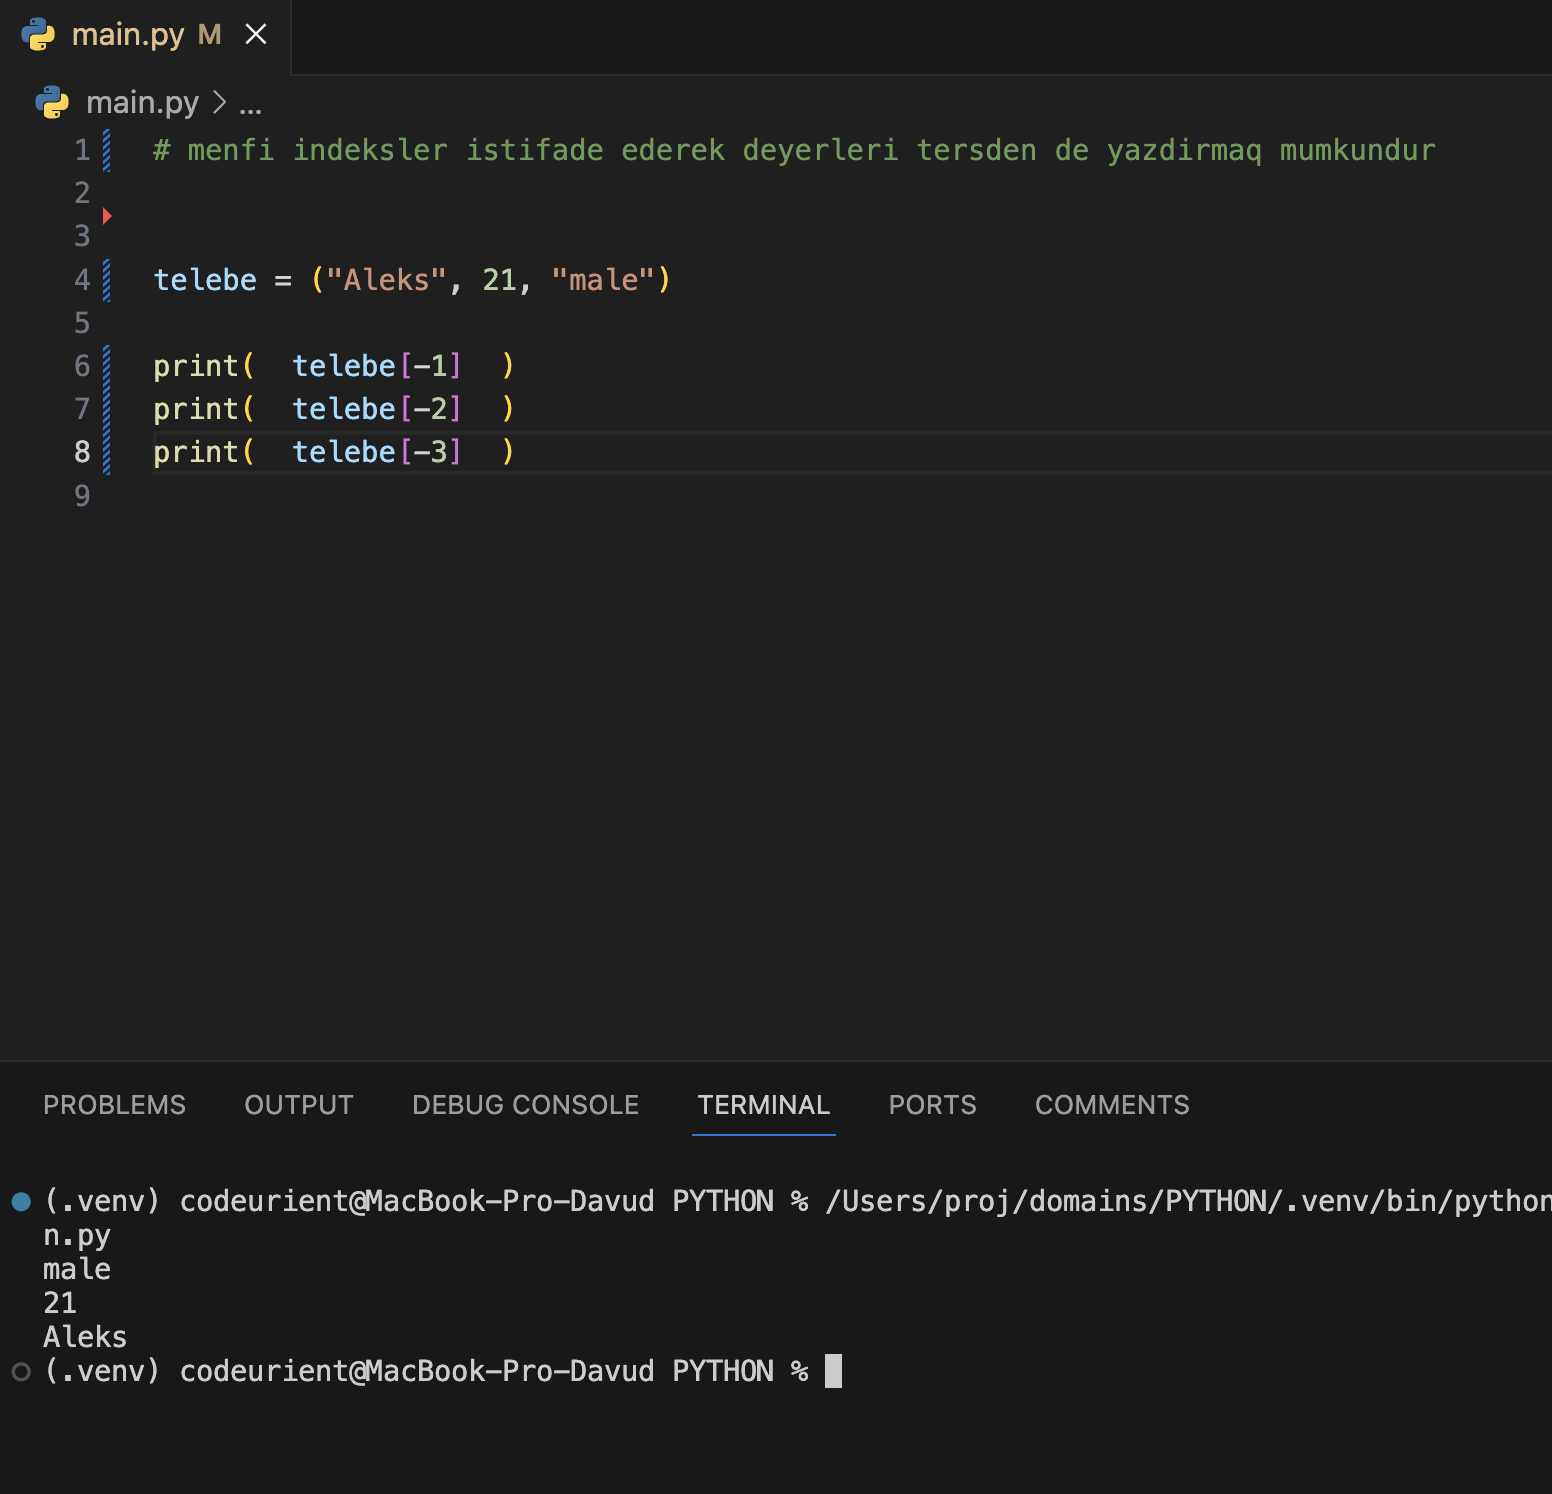 main.py M
main.py > ...
1 # menfi indeksler istifade ederek deyerleri tersden de yazdirmaq mumkundur
2
3
4 telebe = ("Aleks", 21, "male")
5
6 print(  telebe[-1]  )
7 print(  telebe[-2]  )
8 print(  telebe[-3]  )
9
PROBLEMS OUTPUT DEBUG CONSOLE TERMINAL PORTS COMMENTS
(.venv) codeurient@MacBook-Pro-Davud PYTHON % /Users/proj/domains/PYTHON/.venv/bin/python
n.py
male
21
Aleks
(.venv) codeurient@MacBook-Pro-Davud PYTHON %